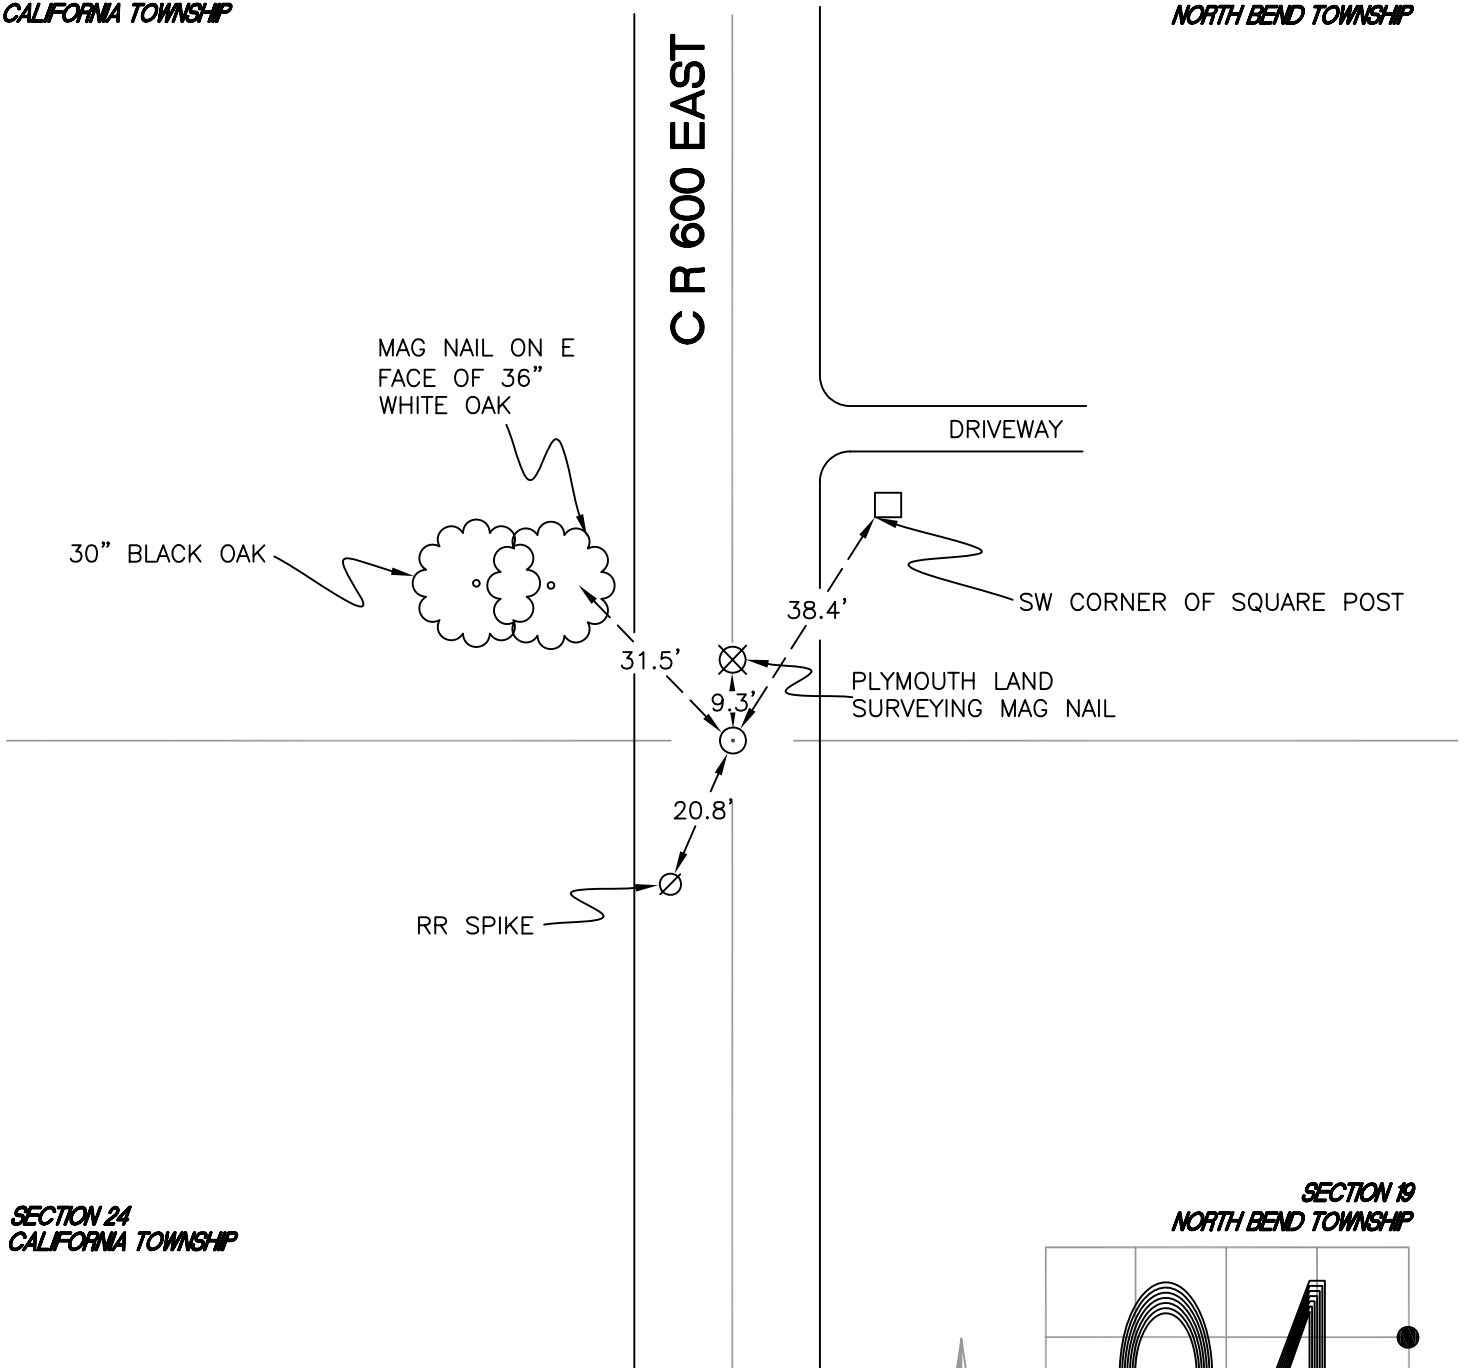 CALIFORNIA TOWNSHIP
NORTH BEND TOWNSHIP
C R 600 EAST
MAG NAIL ON E
FACE OF 36”
WHITE OAK
DRIVEWAY
30” BLACK OAK
38.4’
SW CORNER OF SQUARE POST
31.5’
PLYMOUTH LAND
SURVEYING MAG NAIL
9.3’
20.8’
RR SPIKE
SECTION 19
NORTH BEND TOWNSHIP
SECTION 24
CALIFORNIA TOWNSHIP